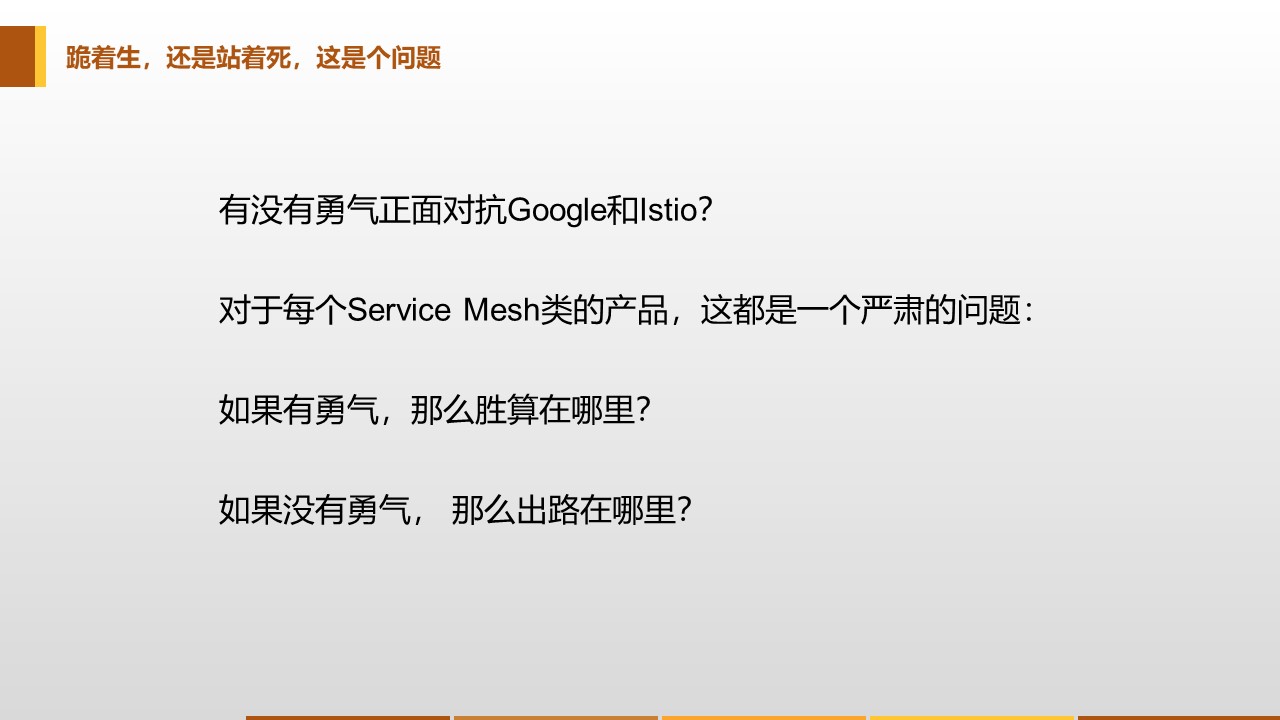 跪着生，还是站着死，这是个问题
有没有勇气正面对抗Google和Istio？
对于每个Service Mesh类的产品，这都是一个严肃的问题：
如果有勇气，那么胜算在哪里？
如果没有勇气， 那么出路在哪里？